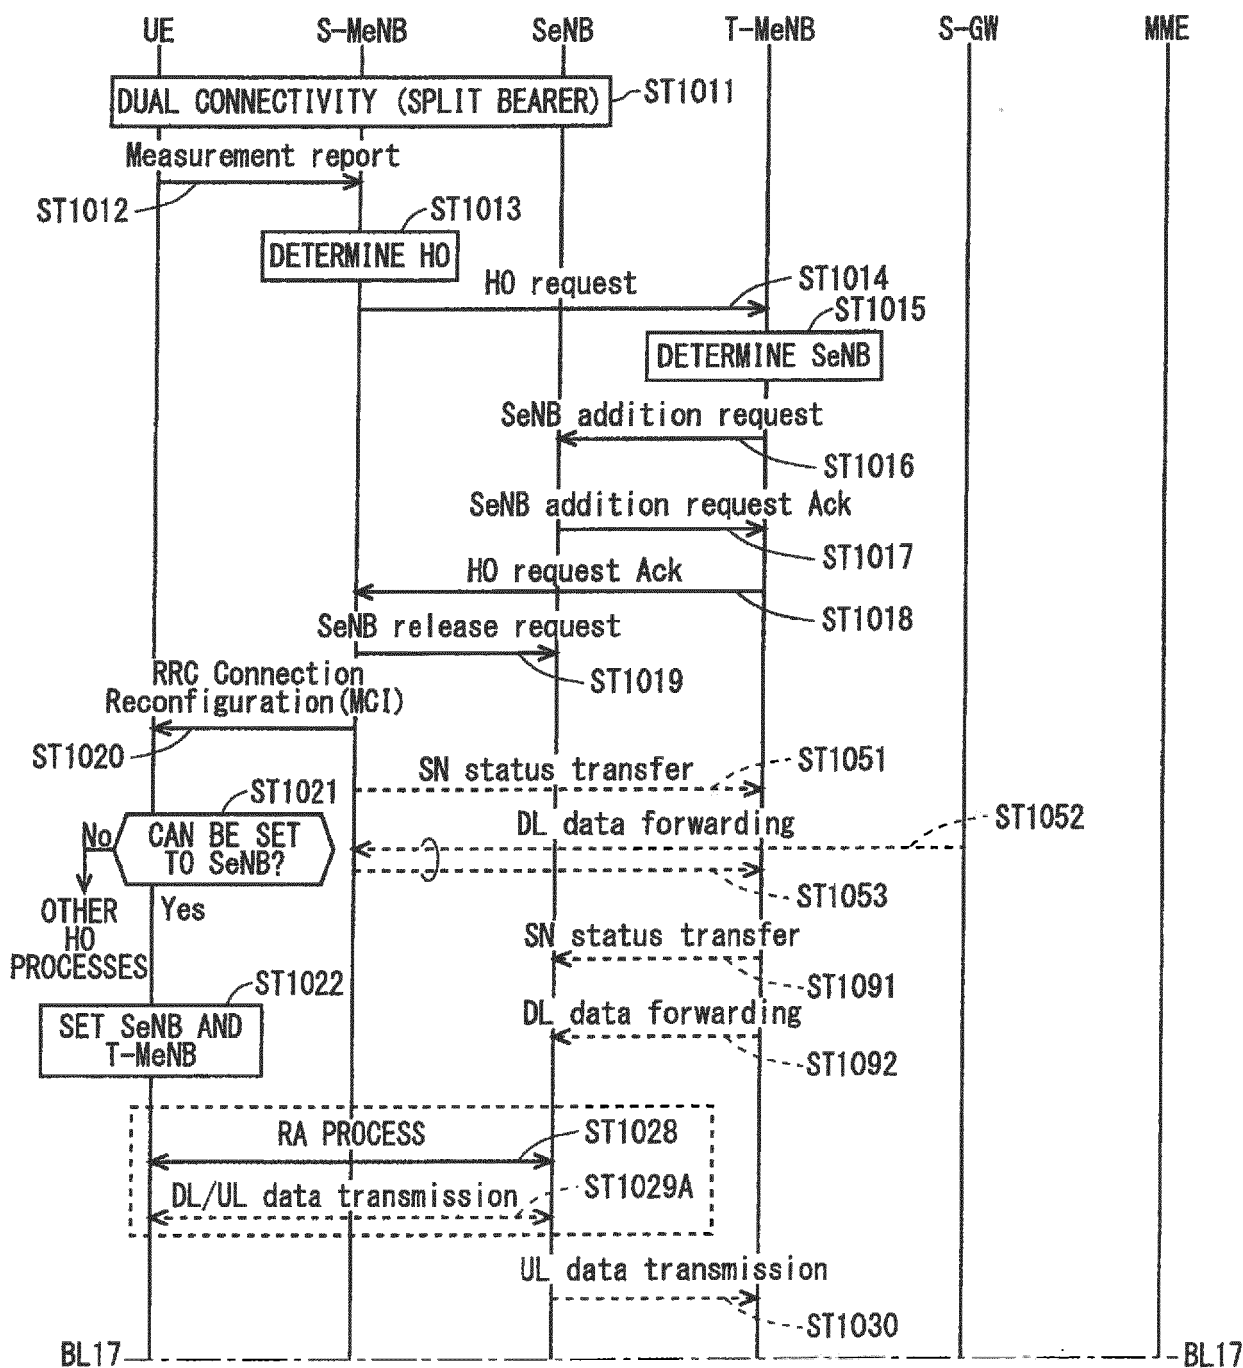 UE S-MeNB SeNB T-MeNB S-GW MME
DUAL CONNECTIVITY (SPLIT BEARER)
ST1011
Measurement report
ST1012
ST1013
DETERMINE HO
HO request
ST1014
ST1015
DETERMINE SeNB
SeNB addition request
ST1016
SeNB addition request Ack
ST1017
HO request Ack
ST1018
SeNB release request
ST1019
RRC Connection
Reconfiguration(MCI)
ST1020
SN status transfer
ST1051
ST1021
CAN BE SET
TO SeNB?
No
DL data forwarding
ST1052
ST1053
OTHER
HO
PROCESSES
Yes
SN status transfer
ST1091
ST1022
SET SeNB AND
T-MeNB
DL data forwarding
ST1092
RA PROCESS
ST1028
DL/UL data transmission
ST1029A
UL data transmission
ST1030
BL17 BL17